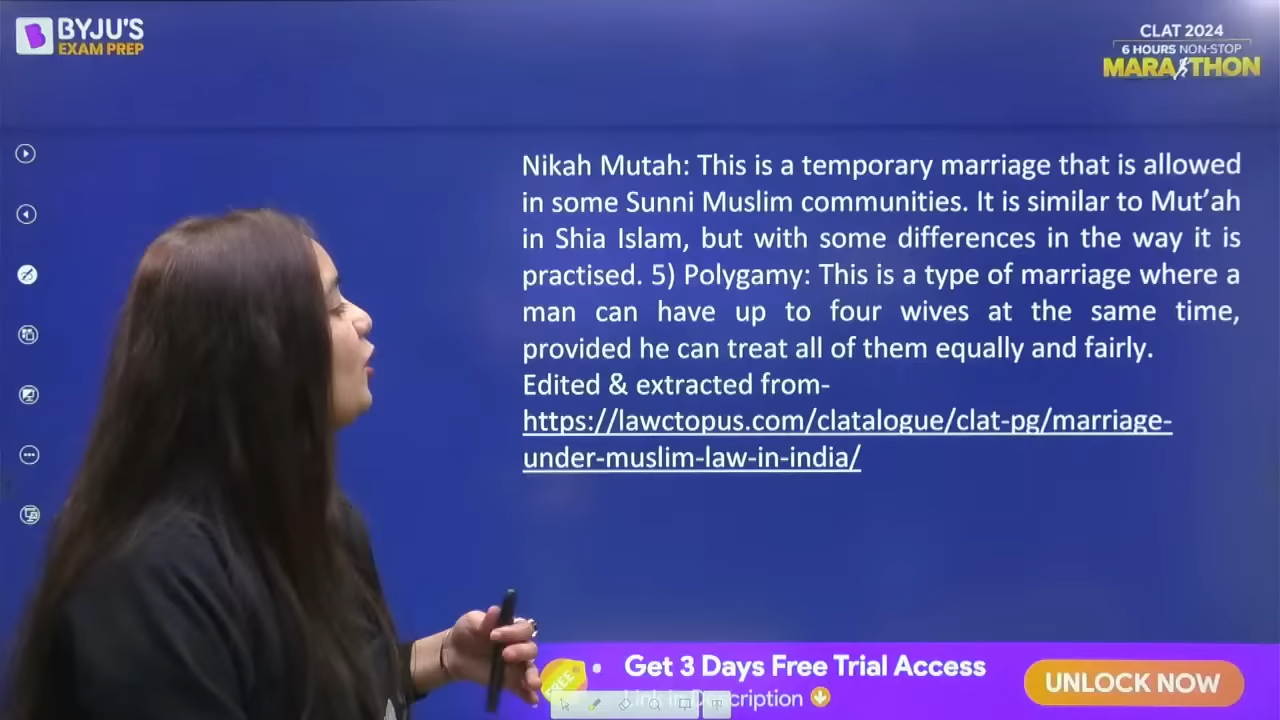 BYJU'S
EXAM PREP
CLAT 2024
6 HOURS NON-STOP
MARATHON
Nikah Mutah: This is a temporary marriage that is allowed
in some Sunni Muslim communities. It is similar to Mut’ah
in Shia Islam, but with some differences in the way it is
practised. 5) Polygamy: This is a type of marriage where a
man can have up to four wives at the same time,
provided he can treat all of them equally and fairly.
Edited & extracted from-
https://lawctopus.com/clatalogue/clat-pg/marriage-
under-muslim-law-in-india/
FREE
Get 3 Days Free Trial Access
Link in Description
UNLOCK NOW